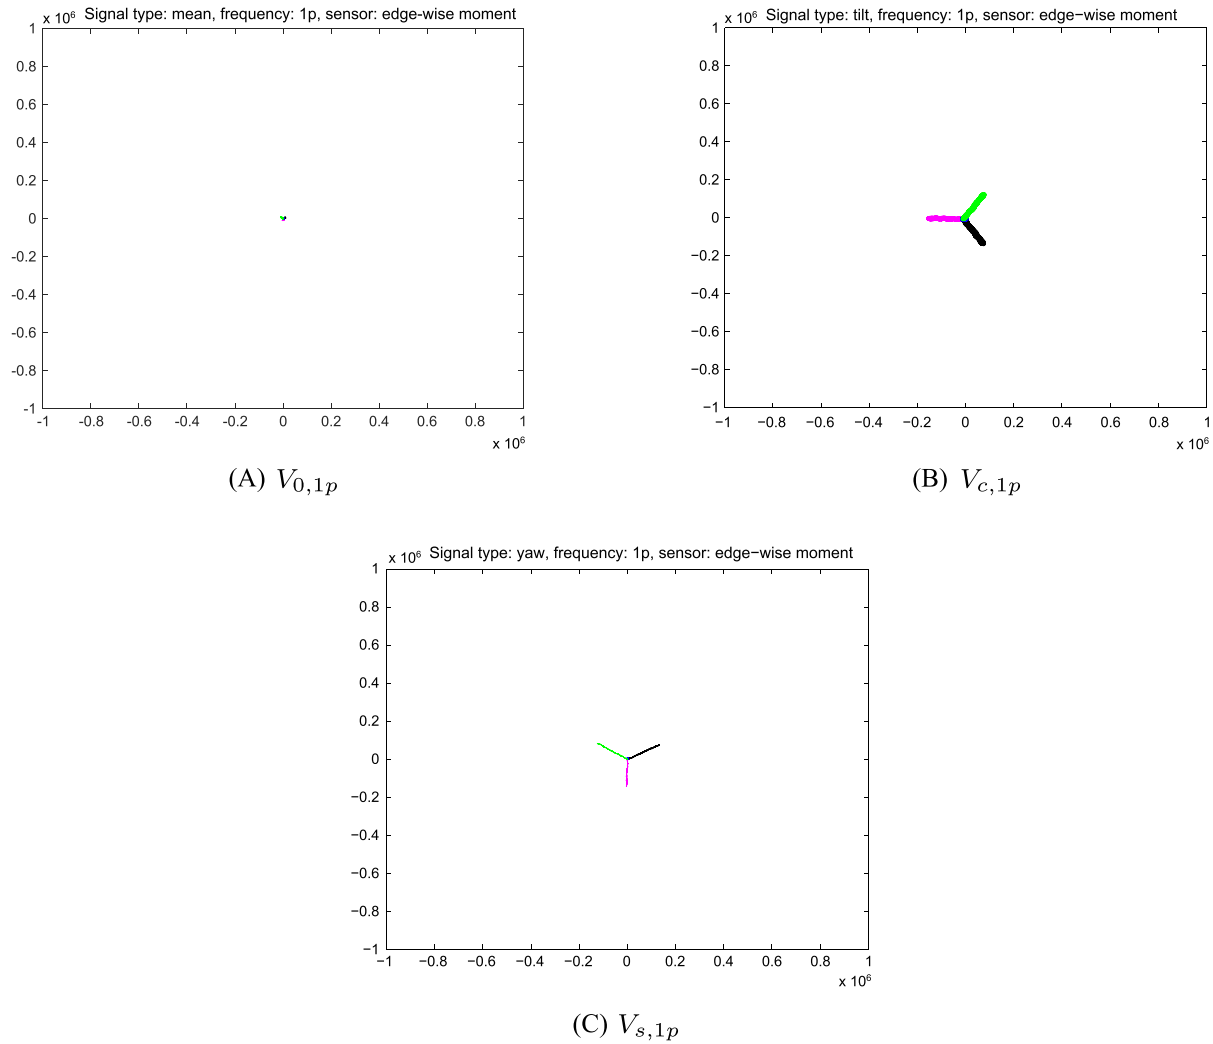 x 10⁶ Signal type: mean, frequency: 1p, sensor: edge-wise moment
1
0.8
0.6
0.4
0.2
0
-0.2
-0.4
-0.6
-0.8
-1
-1 -0.8 -0.6 -0.4 -0.2 0 0.2 0.4 0.6 0.8 1
x 10⁶
(A) V₀,₁ₚ
x 10⁶ Signal type: tilt, frequency: 1p, sensor: edge−wise moment
1
0.8
0.6
0.4
0.2
0
−0.2
−0.4
−0.6
−0.8
−1
−1 −0.8 −0.6 −0.4 −0.2 0 0.2 0.4 0.6 0.8 1
x 10⁶
(B) V_{c,1p}
x 10⁶ Signal type: yaw, frequency: 1p, sensor: edge−wise moment
1
0.8
0.6
0.4
0.2
0
−0.2
−0.4
−0.6
−0.8
−1
−1 −0.8 −0.6 −0.4 −0.2 0 0.2 0.4 0.6 0.8 1
x 10⁶
(C) V_{s,1p}